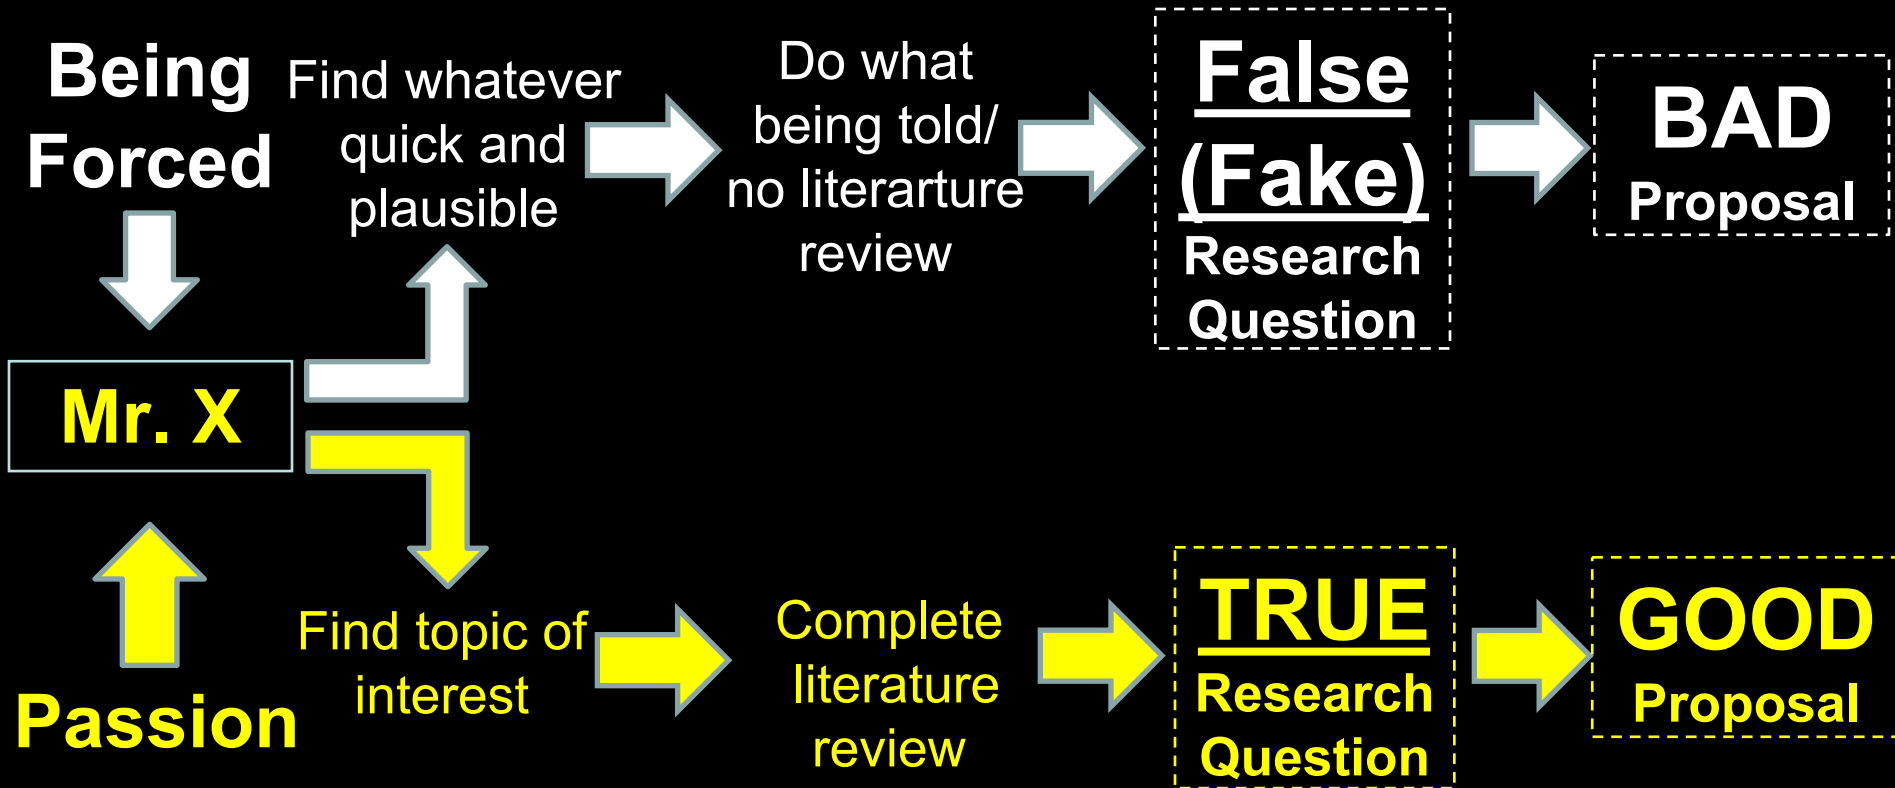 Being
Forced
Find whatever
quick and
plausible
Do what
being told/
no literarture
review
False
(Fake)
Research
Question
BAD
Proposal
Mr. X
Passion
Find topic of
interest
Complete
literature
review
TRUE
Research
Question
GOOD
Proposal